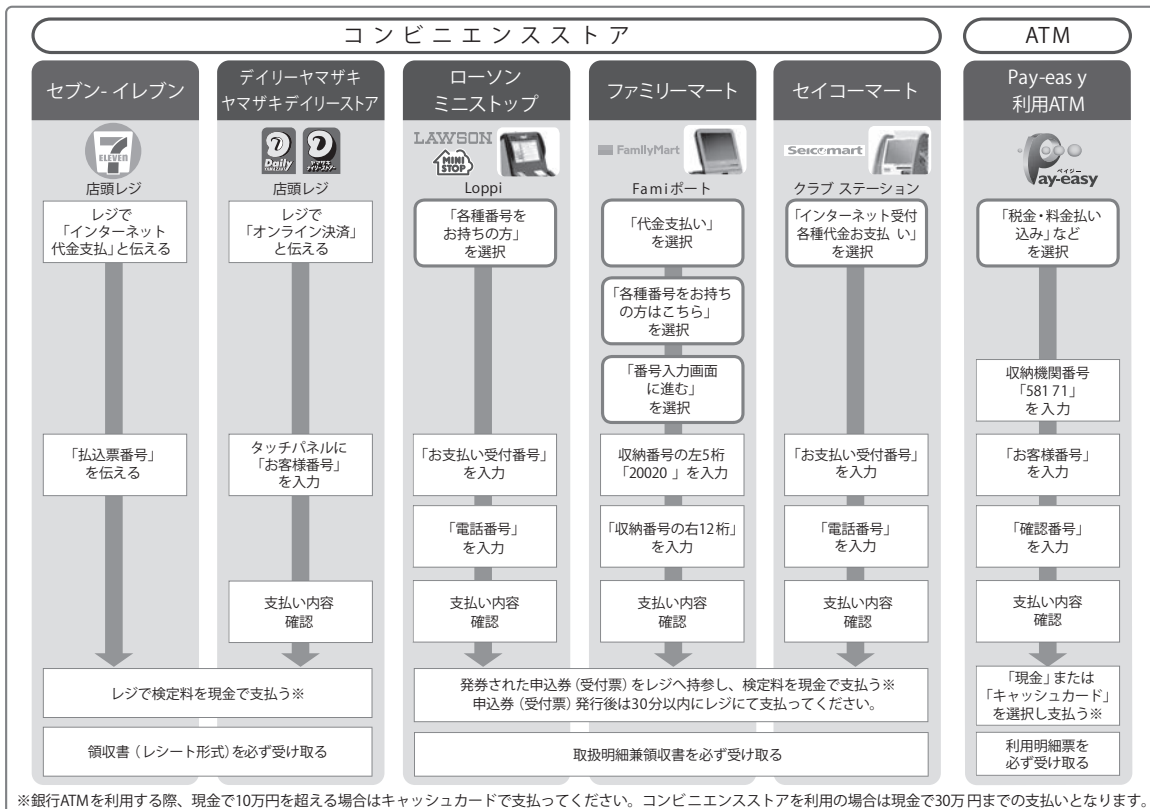 コンビニエンスストア
ATM
セブン- イレブン
デイリーヤマザキ
ヤマザキデイリーストア
ローソン
ミニストップ
ファミリーマート
セイコーマート
Pay-eas y
利用ATM
7
ELEVEN
店頭レジ
Daily
YAMAZAKI
ヤマザキ
デイリーストアー
店頭レジ
LAWSON
MINI
STOP
Loppi
FamilyMart
Famiポート
Seicomart
クラブ ステーション
ペイジー
Pay-easy
レジで
「インターネット
代金支払」と伝える
「払込票番号」
を伝える
レジで
「オンライン決済」
と伝える
タッチパネルに
「お客様番号」
を入力
支払い内容
確認
レジで検定料を現金で支払う※
領収書（レシート形式）を必ず受け取る
「各種番号を
お持ちの方」
を選択
「お支払い受付番号」
を入力
「電話番号」
を入力
支払い内容
確認
「代金支払い」
を選択
「各種番号をお持ち
の方はこちら」
を選択
「番号入力画面
に進む」
を選択
収納番号の左5桁
「20020 」を入力
「収納番号の右12桁」
を入力
支払い内容
確認
「インターネット受付
各種代金お支払 い」
を選択
「お支払い受付番号」
を入力
「電話番号」
を入力
支払い内容
確認
発券された申込券（受付票）をレジへ持参し、検定料を現金で支払う※
申込券（受付票）発行後は30分以内にレジにて支払ってください。
取扱明細兼領収書を必ず受け取る
「税金・料金払い
込み」など
を選択
収納機関番号
「581 71」
を入力
「お客様番号」
を入力
「確認番号」
を入力
支払い内容
確認
「現金」または
「キャッシュカード」
を選択し支払う※
利用明細票を
必ず受け取る
※銀行ATMを利用する際、現金で10万円を超える場合はキャッシュカードで支払ってください。コンビニエンスストアを利用の場合は現金で30万円までの支払いとなります。